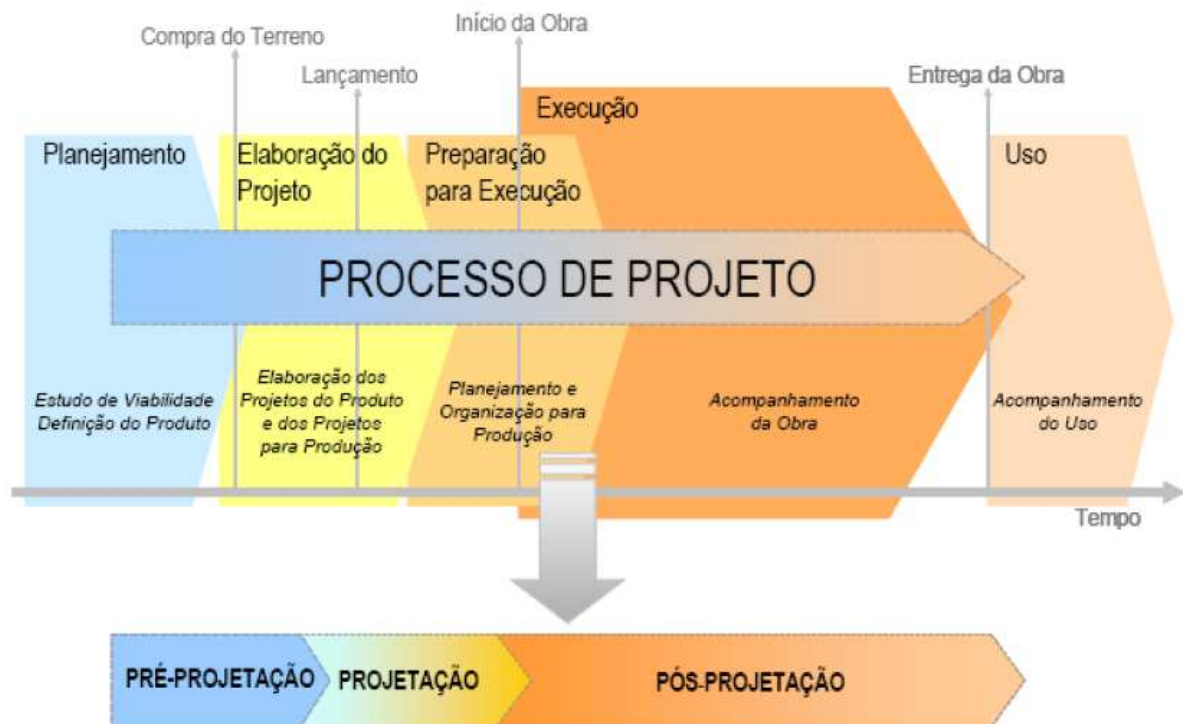 Compra do Terreno
Lançamento
Início da Obra
Entrega da Obra
Planejamento
Elaboração do
Projeto
Preparação
para Execução
Execução
Uso
PROCESSO DE PROJETO
Estudo de Viabilidade
Definição do Produto
Elaboração dos
Projetos do Produto
e dos Projetos
para Produção
Planejamento e
Organização para
Produção
Acompanhamento
da Obra
Acompanhamento
do Uso
Tempo
PRÉ-PROJETAÇÃO
PROJETAÇÃO
PÓS-PROJETAÇÃO